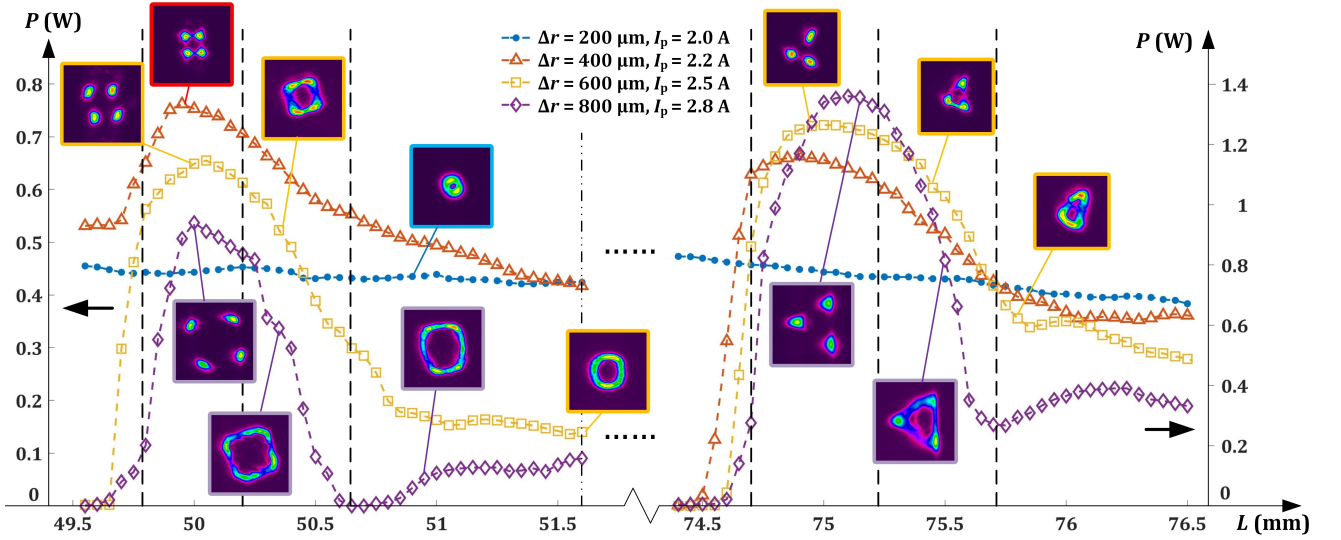 P (W)
P (W)
Δr = 200 μm, Iₚ = 2.0 A
Δr = 400 μm, Iₚ = 2.2 A
Δr = 600 μm, Iₚ = 2.5 A
Δr = 800 μm, Iₚ = 2.8 A
0.8
0.7
0.6
0.5
0.4
0.3
0.2
0.1
0
1.4
1.2
1
0.8
0.6
0.4
0.2
0
49.5 50 50.5 51 51.5 74.5 75 75.5 76 76.5
L (mm)